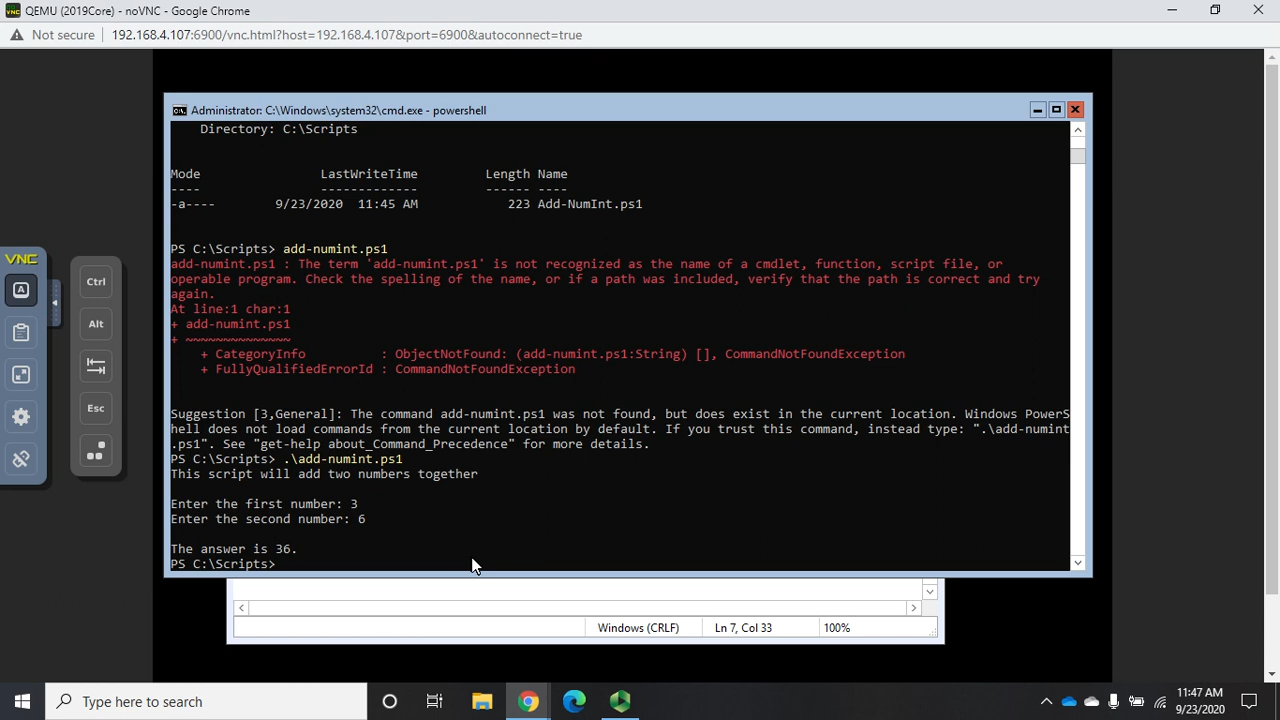 QEMU (2019Core) - noVNC - Google Chrome
Not secure 192.168.4.107:6900/vnc.html?host=192.168.4.107&port=6900&autoconnect=true
Administrator: C:\Windows\system32\cmd.exe - powershell
Directory: C:\Scripts
Mode LastWriteTime Length Name
---- ------------- ------ ----
-a---- 9/23/2020 11:45 AM 223 Add-NumInt.ps1
PS C:\Scripts> add-numint.ps1
add-numint.ps1 : The term 'add-numint.ps1' is not recognized as the name of a cmdlet, function, script file, or
operable program. Check the spelling of the name, or if a path was included, verify that the path is correct and try
again.
At line:1 char:1
+ add-numint.ps1
+ ~~~~~~~~~~~~~~
+ CategoryInfo : ObjectNotFound: (add-numint.ps1:String) [], CommandNotFoundException
+ FullyQualifiedErrorId : CommandNotFoundException
Suggestion [3,General]: The command add-numint.ps1 was not found, but does exist in the current location. Windows PowerS
hell does not load commands from the current location by default. If you trust this command, instead type: ".\add-numint
.ps1". See "get-help about_Command_Precedence" for more details.
PS C:\Scripts> .\add-numint.ps1
This script will add two numbers together
Enter the first number: 3
Enter the second number: 6
The answer is 36.
PS C:\Scripts>
VNC
A
Ctrl
Alt
Esc
Windows (CRLF) Ln 7, Col 33 100%
Type here to search
11:47 AM
9/23/2020